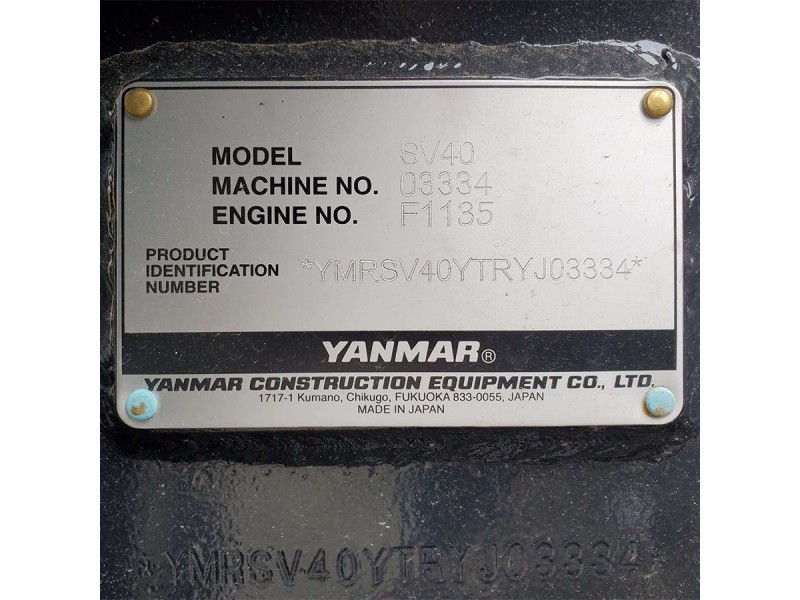 MODEL SV40
MACHINE NO. 03334
ENGINE NO. F1135
PRODUCT
IDENTIFICATION
NUMBER
*YMRSV40YTRYJ03334*
YANMAR®
YANMAR CONSTRUCTION EQUIPMENT CO., LTD.
1717-1 Kumano, Chikugo, FUKUOKA 833-0055, JAPAN
MADE IN JAPAN
*YMRSV40YTRYJ03334*